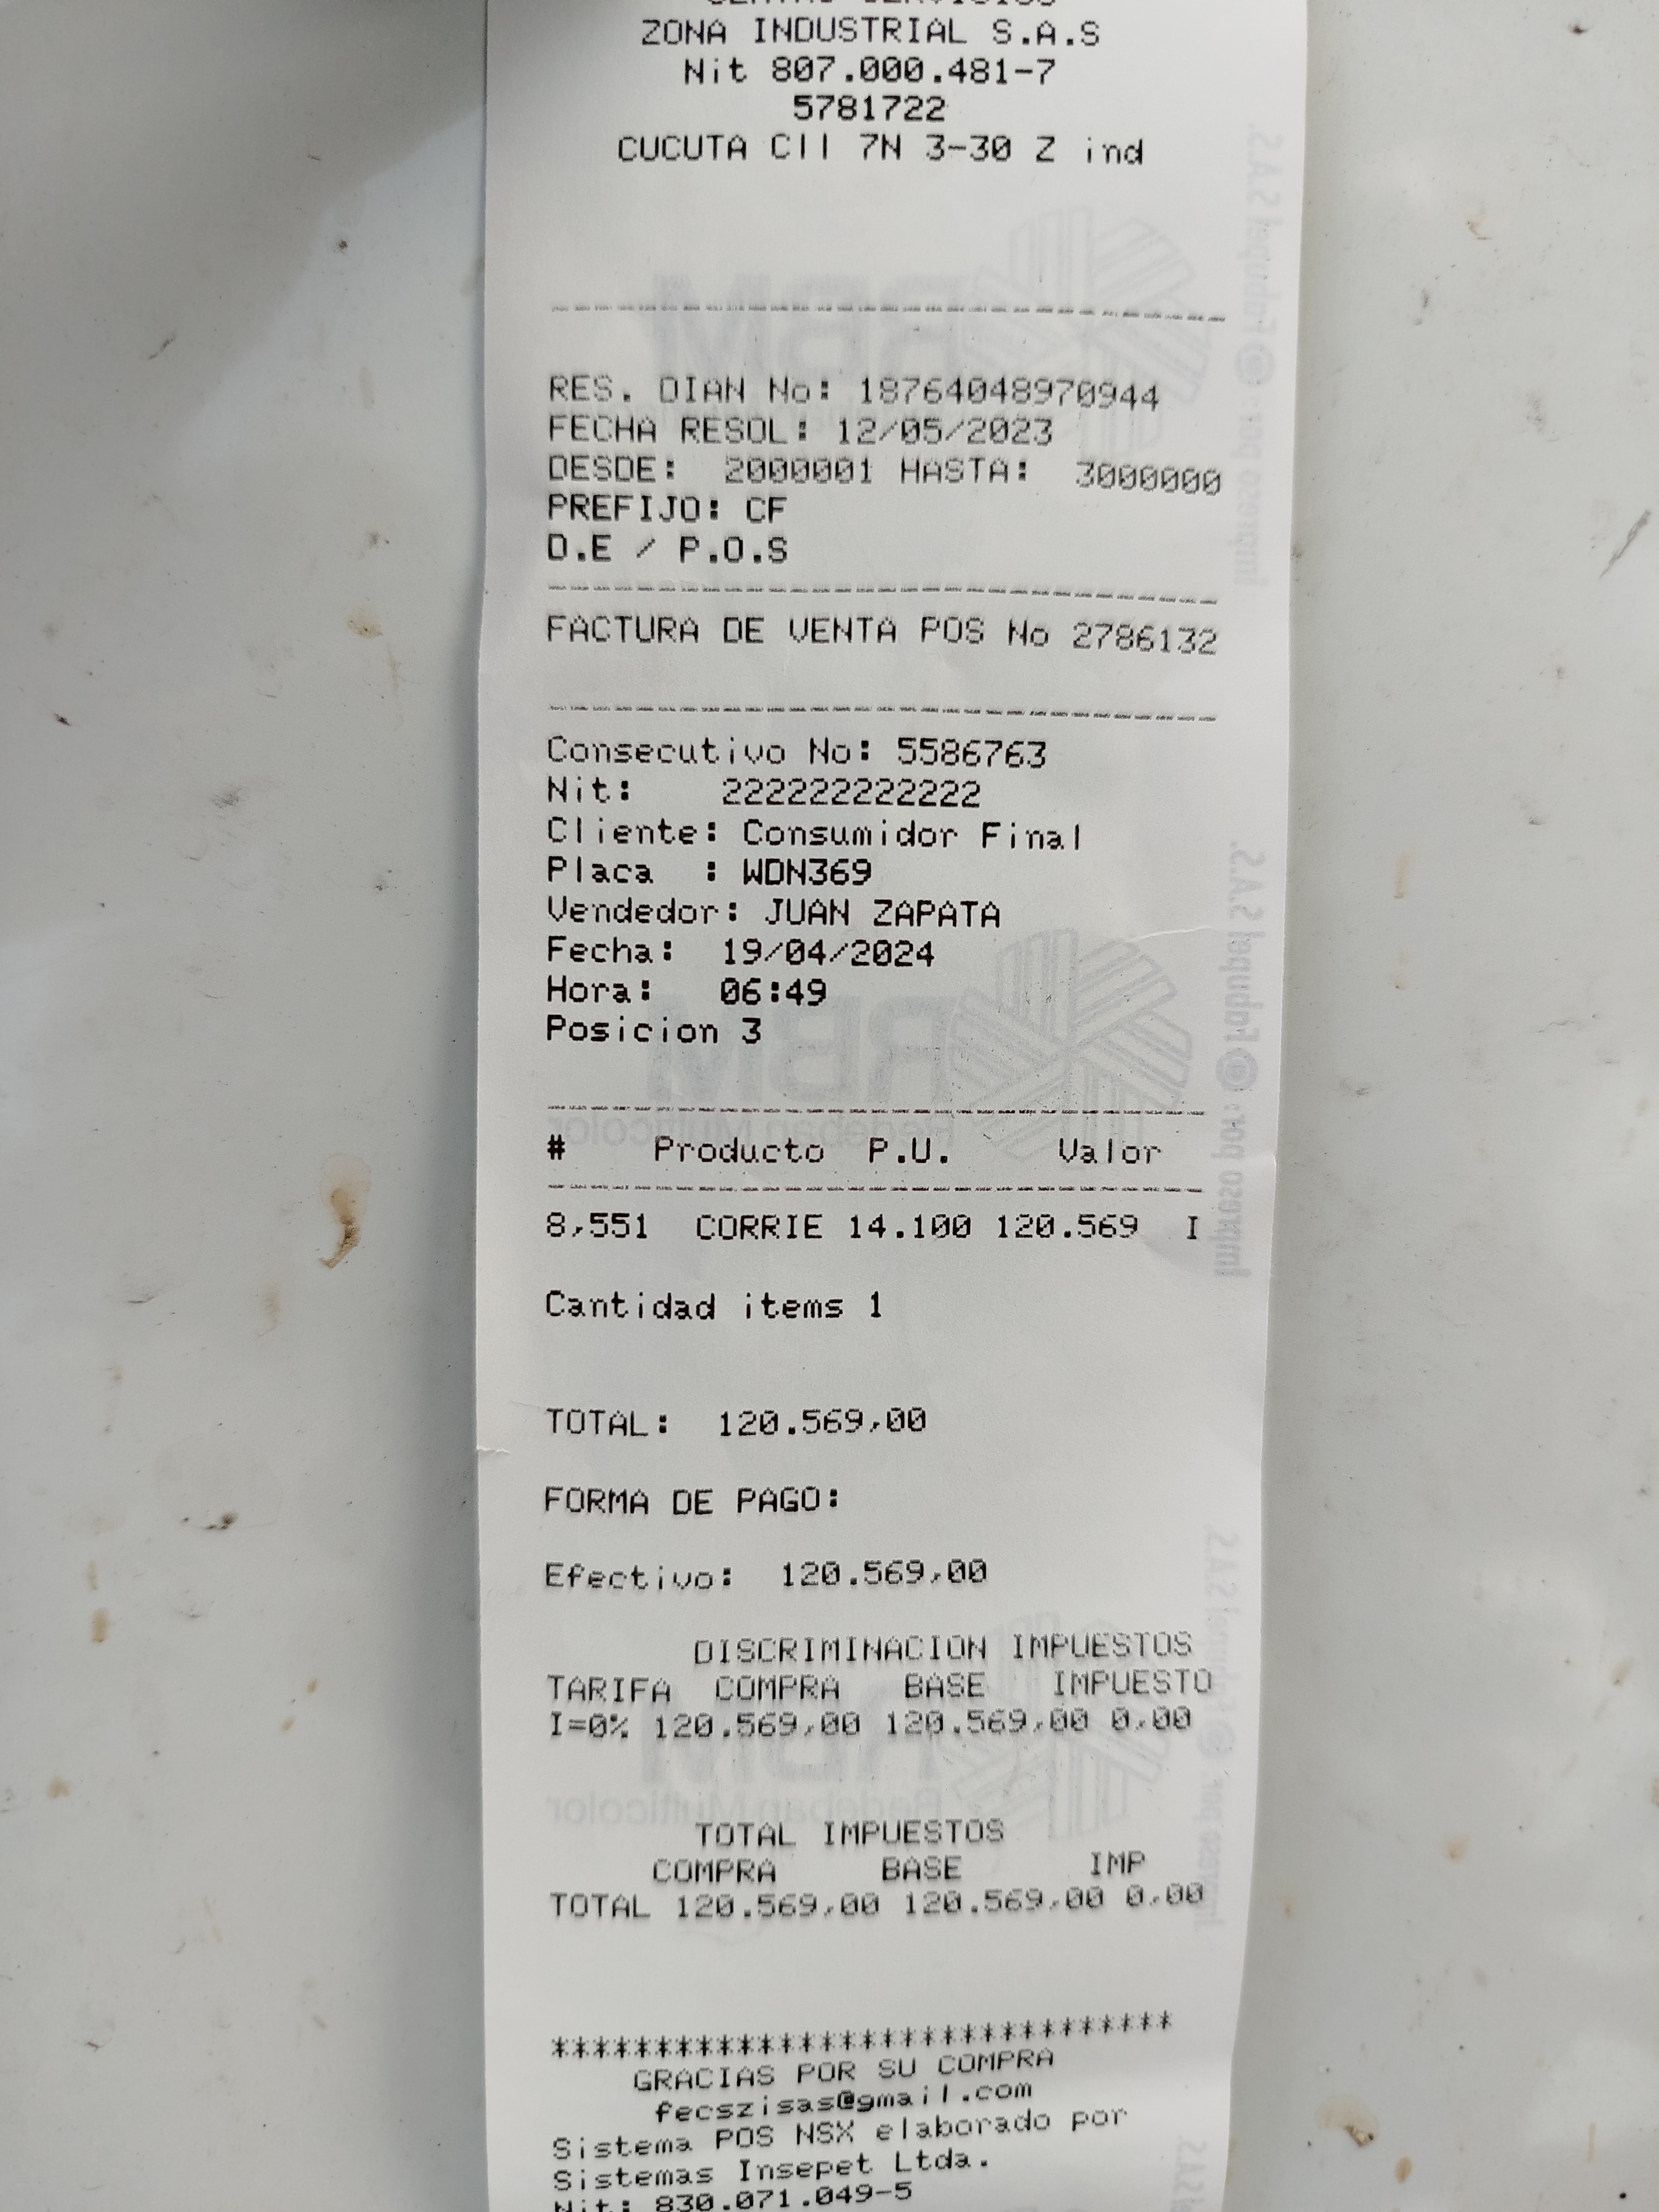 CENTRO SERVICIOS
ZONA INDUSTRIAL S.A.S
Nit 807.000.481-7
5781722
CUCUTA Cll 7N 3-30 Z ind
RES. DIAN No: 18764048970944
FECHA RESOL: 12/05/2023
DESDE: 2000001 HASTA: 3000000
PREFIJO: CF
D.E / P.O.S
FACTURA DE VENTA POS No 2786132
Consecutivo No: 5586763
Nit: 222222222222
Cliente: Consumidor Final
Placa : WDN369
Vendedor: JUAN ZAPATA
Fecha: 19/04/2024
Hora: 06:49
Posicion 3
# Producto P.U. Valor
8,551 CORRIE 14.100 120.569 I
Cantidad items 1
TOTAL: 120.569,00
FORMA DE PAGO:
Efectivo: 120.569,00
DISCRIMINACION IMPUESTOS
TARIFA COMPRA BASE IMPUESTO
I=0% 120.569,00 120.569,00 0,00
TOTAL IMPUESTOS
COMPRA BASE IMP
TOTAL 120.569,00 120.569,00 0,00
*******************************
GRACIAS POR SU COMPRA
fecszisas@gmail.com
Sistema POS NSX elaborado por
Sistemas Insepet Ltda.
Nit: 830.071.049-5